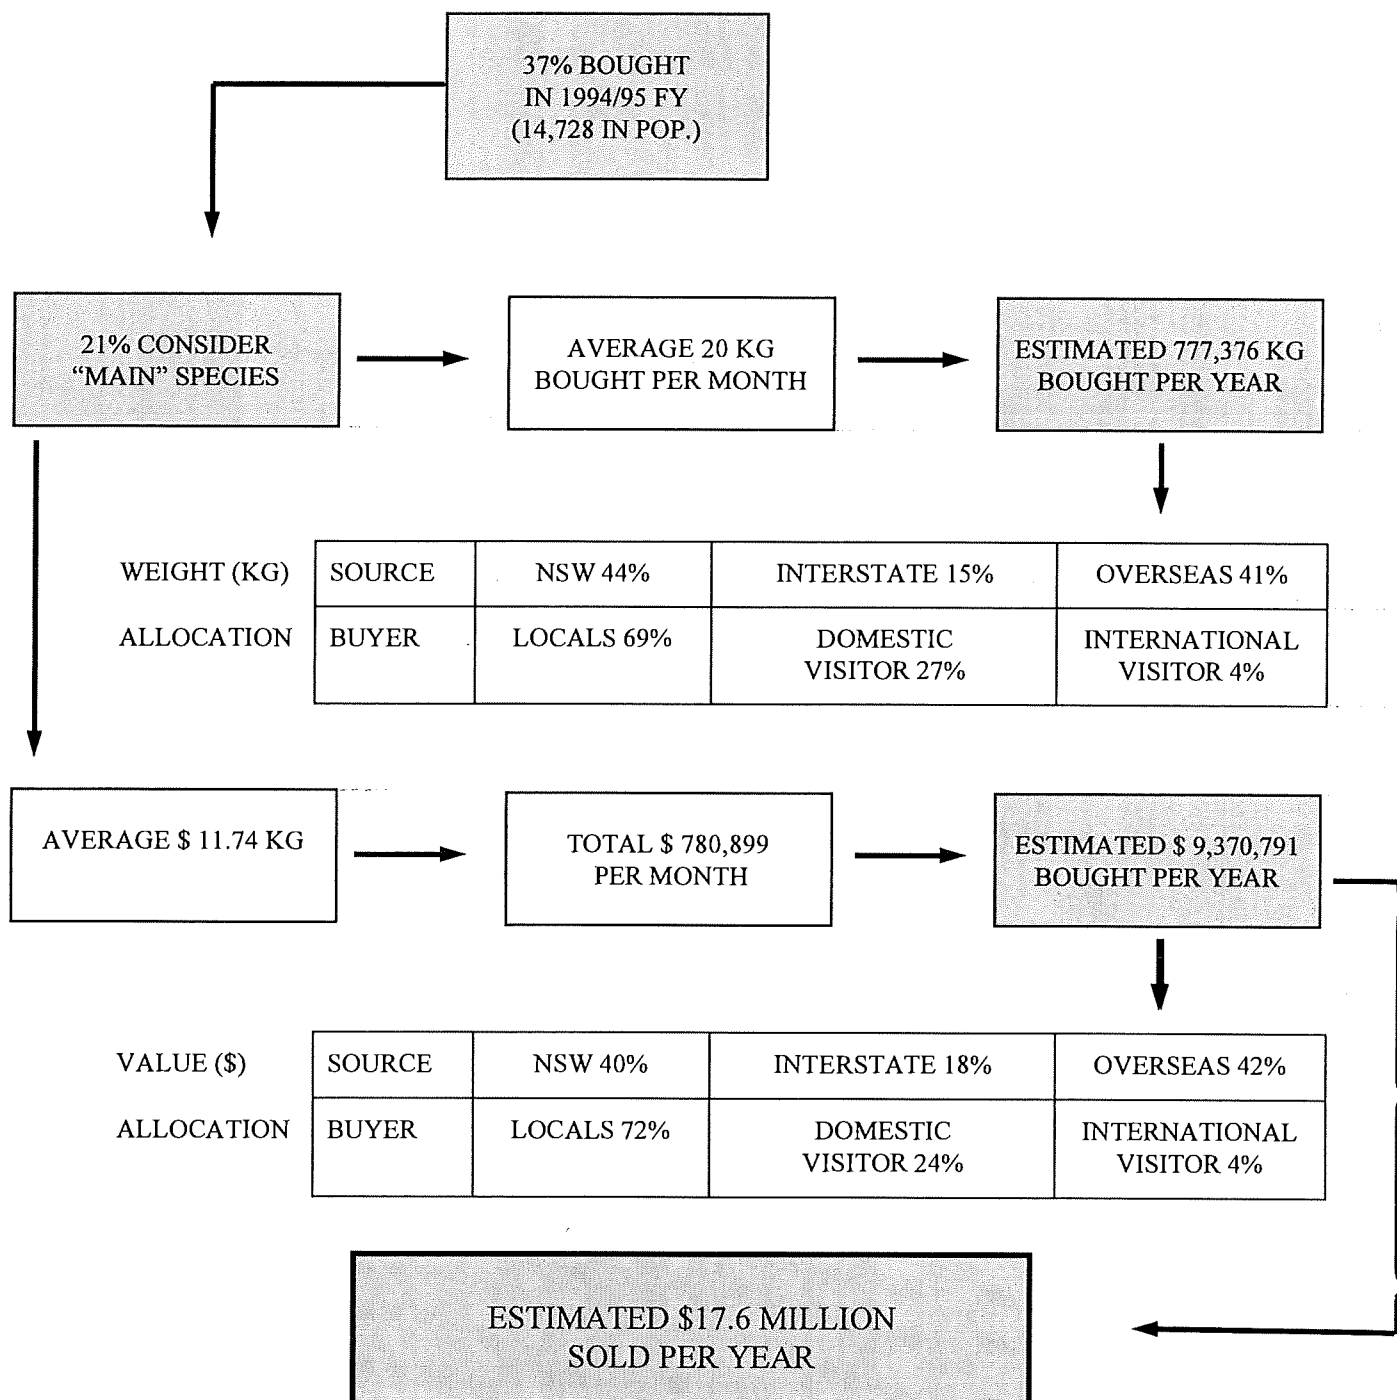 37% BOUGHT
IN 1994/95 FY
(14,728 IN POP.)
21% CONSIDER
“MAIN” SPECIES
AVERAGE 20 KG
BOUGHT PER MONTH
ESTIMATED 777,376 KG
BOUGHT PER YEAR
WEIGHT (KG)
SOURCE
NSW 44%
INTERSTATE 15%
OVERSEAS 41%
ALLOCATION
BUYER
LOCALS 69%
DOMESTIC
VISITOR 27%
INTERNATIONAL
VISITOR 4%
AVERAGE $ 11.74 KG
TOTAL $ 780,899
PER MONTH
ESTIMATED $ 9,370,791
BOUGHT PER YEAR
VALUE ($)
SOURCE
NSW 40%
INTERSTATE 18%
OVERSEAS 42%
ALLOCATION
BUYER
LOCALS 72%
DOMESTIC
VISITOR 24%
INTERNATIONAL
VISITOR 4%
ESTIMATED $17.6 MILLION
SOLD PER YEAR